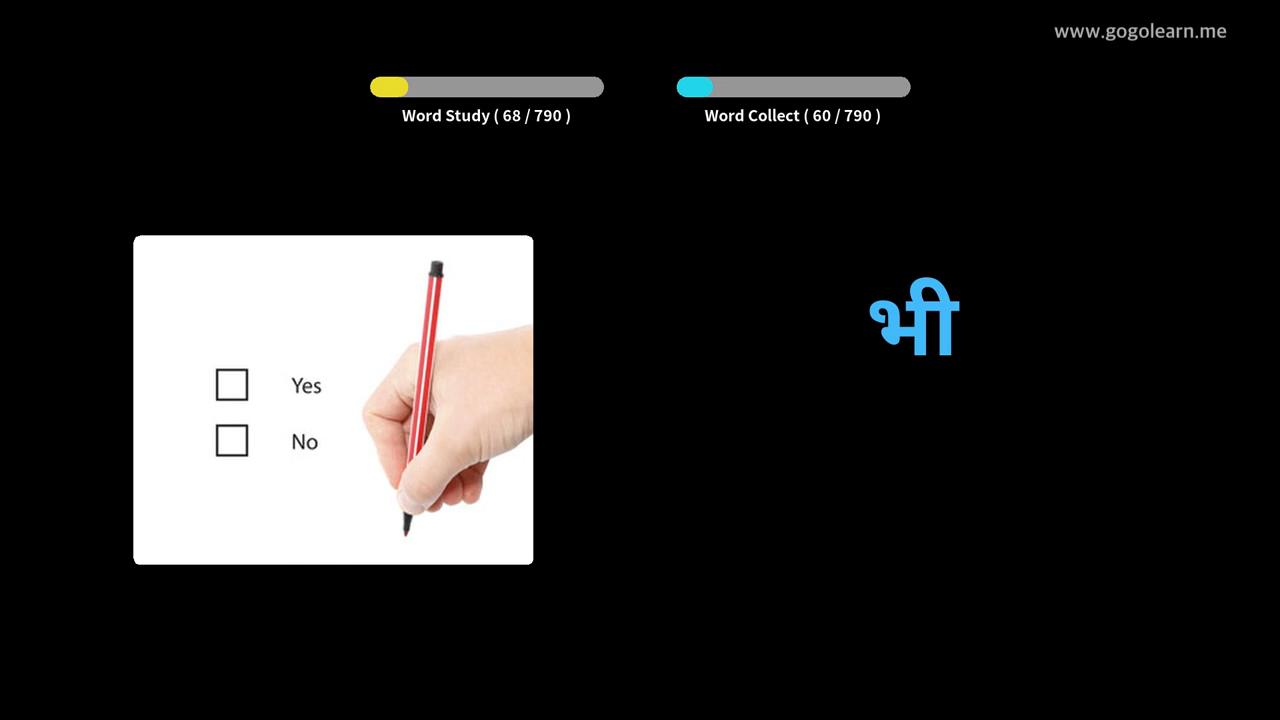 www.gogolearn.me
Word Study ( 68 / 790 )
Word Collect ( 60 / 790 )
भी
Yes
No